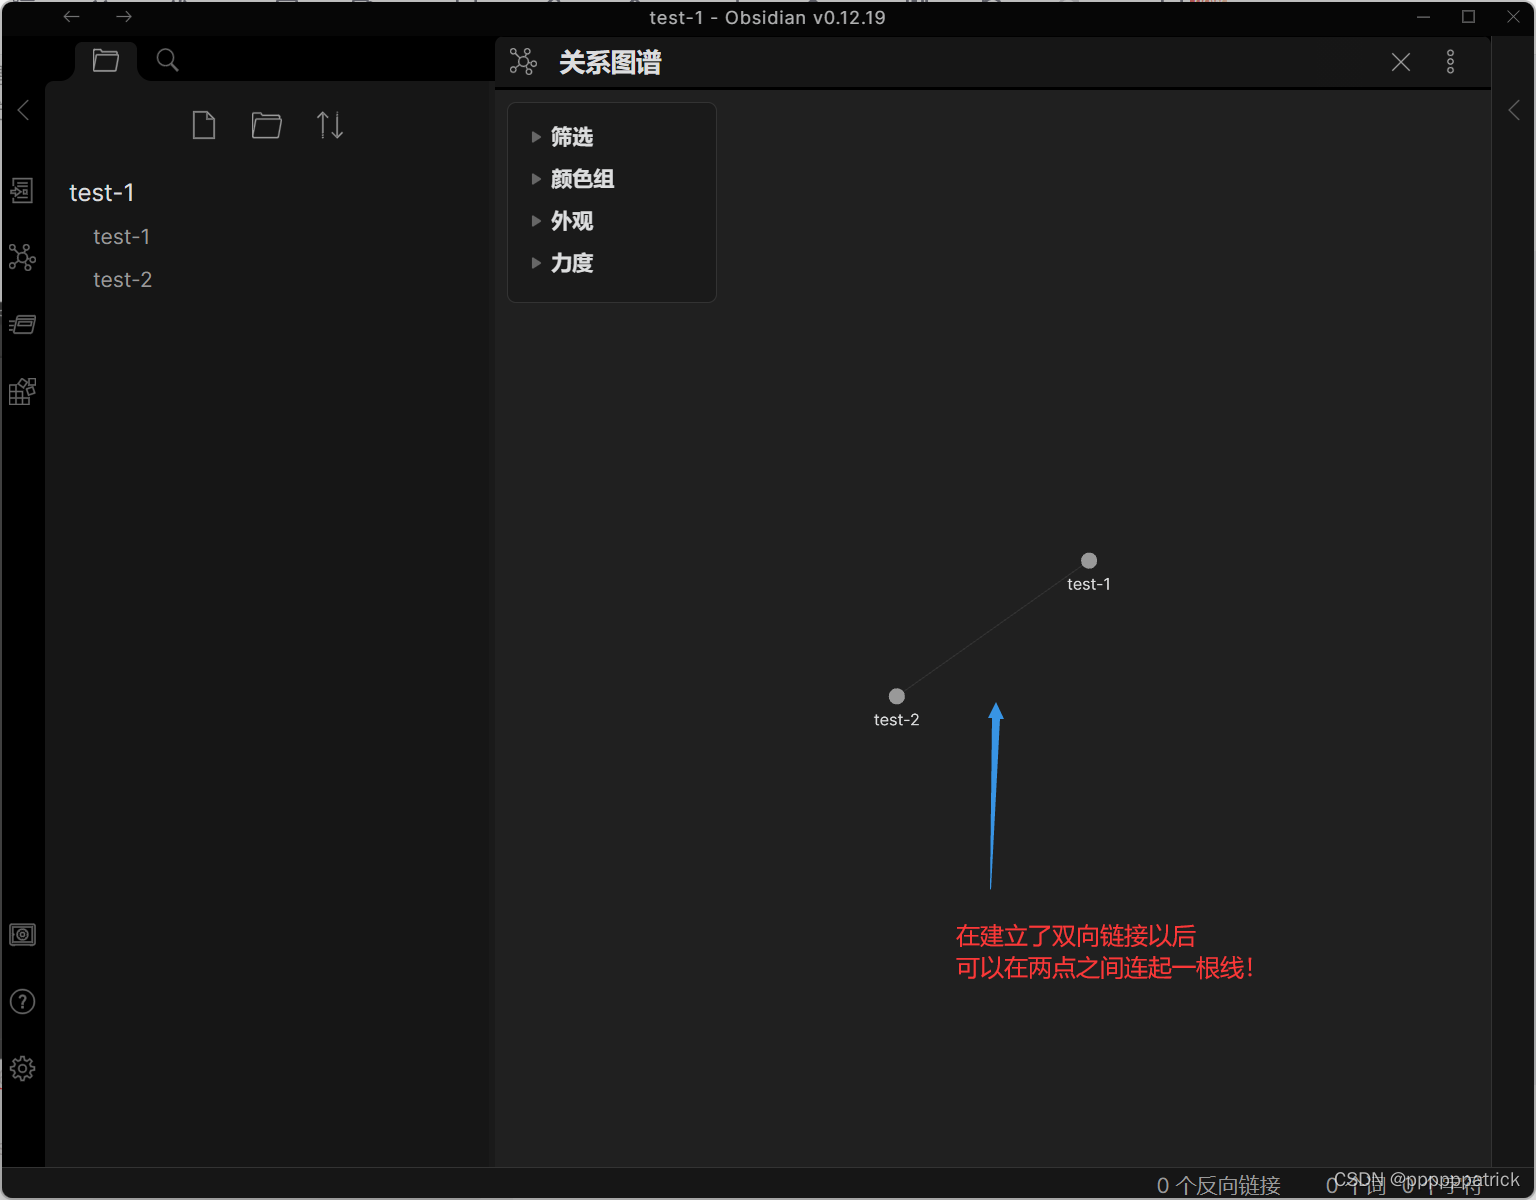 test-1 - Obsidian v0.12.19
关系图谱
筛选
颜色组
外观
力度
test-1
test-1
test-2
test-1
test-2
在建立了双向链接以后
可以在两点之间连起一根线!
0 个反向链接
0 个词
0 个字符
CSDN @ppppppatrick